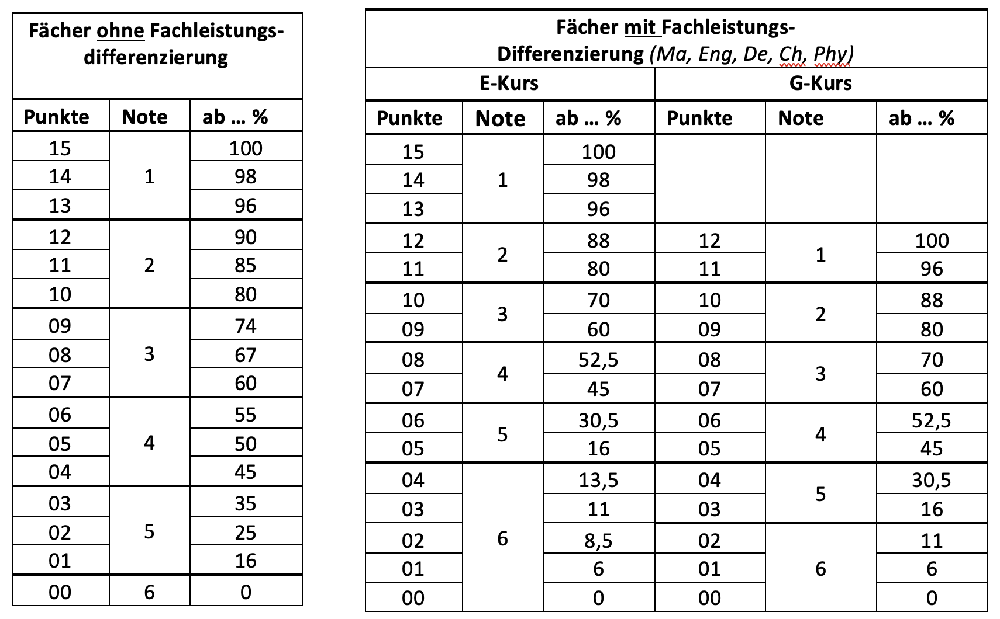 Fächer ohne Fachleistungs-
differenzierung
Punkte Note ab ... %
15 100
14 1 98
13 96
12 90
11 2 85
10 80
09 74
08 3 67
07 60
06 55
05 4 50
04 45
03 35
02 5 25
01 16
00 6 0
Fächer mit Fachleistungs-
Differenzierung (Ma, Eng, De, Ch, Phy)
E-Kurs G-Kurs
Punkte Note ab ... % Punkte Note ab ... %
15 100
14 1 98
13 96
12 2 88 12 1 100
11 80 11 96
10 3 70 10 2 88
09 60 09 80
08 4 52,5 08 3 70
07 45 07 60
06 5 30,5 06 4 52,5
05 16 05 45
04 13,5 04 5 30,5
03 11 03 16
02 6 8,5 02 11
01 6 01 6 6
00 0 00 0